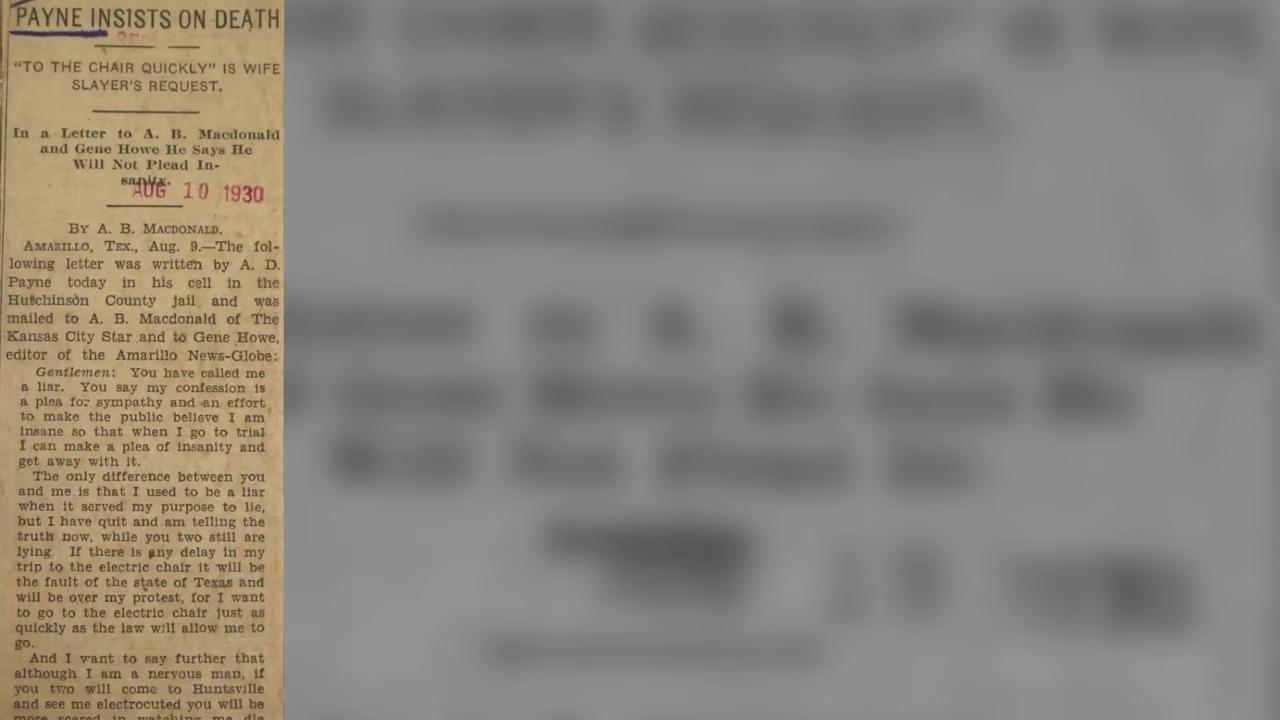 PAYNE INSISTS ON DEATH
"TO THE CHAIR QUICKLY" IS WIFE
SLAYER'S REQUEST.
In a Letter to A. B. Macdonald
and Gene Howe He Says He
Will Not Plead In-
sanity.
AUG 10 1930
BY A. B. MACDONALD.
AMARILLO, TEX., Aug. 9.—The fol-
lowing letter was written by A. D.
Payne today in his cell in the
Hutchinson County jail and was
mailed to A. B. Macdonald of The
Kansas City Star and to Gene Howe,
editor of the Amarillo News-Globe:
Gentlemen: You have called me
a liar. You say my confession is
a plea for sympathy and an effort
to make the public believe I am
insane so that when I go to trial
I can make a plea of insanity and
get away with it.
The only difference between you
and me is that I used to be a liar
when it served my purpose to lie,
but I have quit and am telling the
truth now, while you two still are
lying. If there is any delay in my
trip to the electric chair it will be
the fault of the state of Texas and
will be over my protest, for I want
to go to the electric chair just as
quickly as the law will allow me to
go.
And I want to say further that
although I am a nervous man, if
you two will come to Huntsville
and see me electrocuted you will be
more scared in watching me die